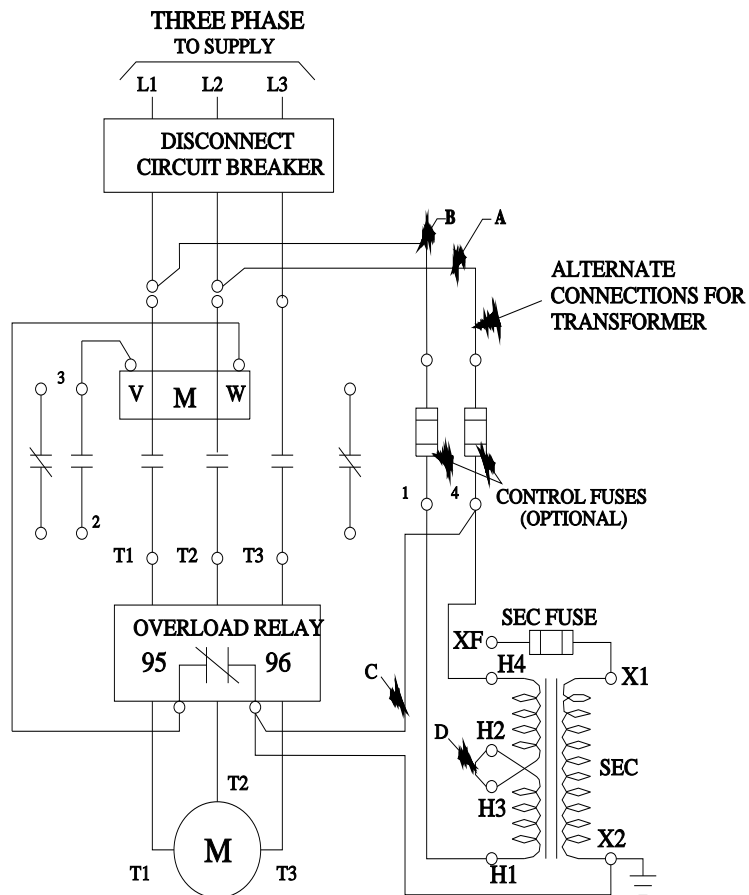 THREE PHASE
TO SUPPLY
L1 L2 L3
DISCONNECT
CIRCUIT BREAKER
B A
ALTERNATE
CONNECTIONS FOR
TRANSFORMER
3
V M W
1 4
CONTROL FUSES
(OPTIONAL)
2
T1 T2 T3
OVERLOAD RELAY
95 96
SEC FUSE
XF
H4
X1
C
D
H2
SEC
H3
T2
X2
M
T1 T3
H1